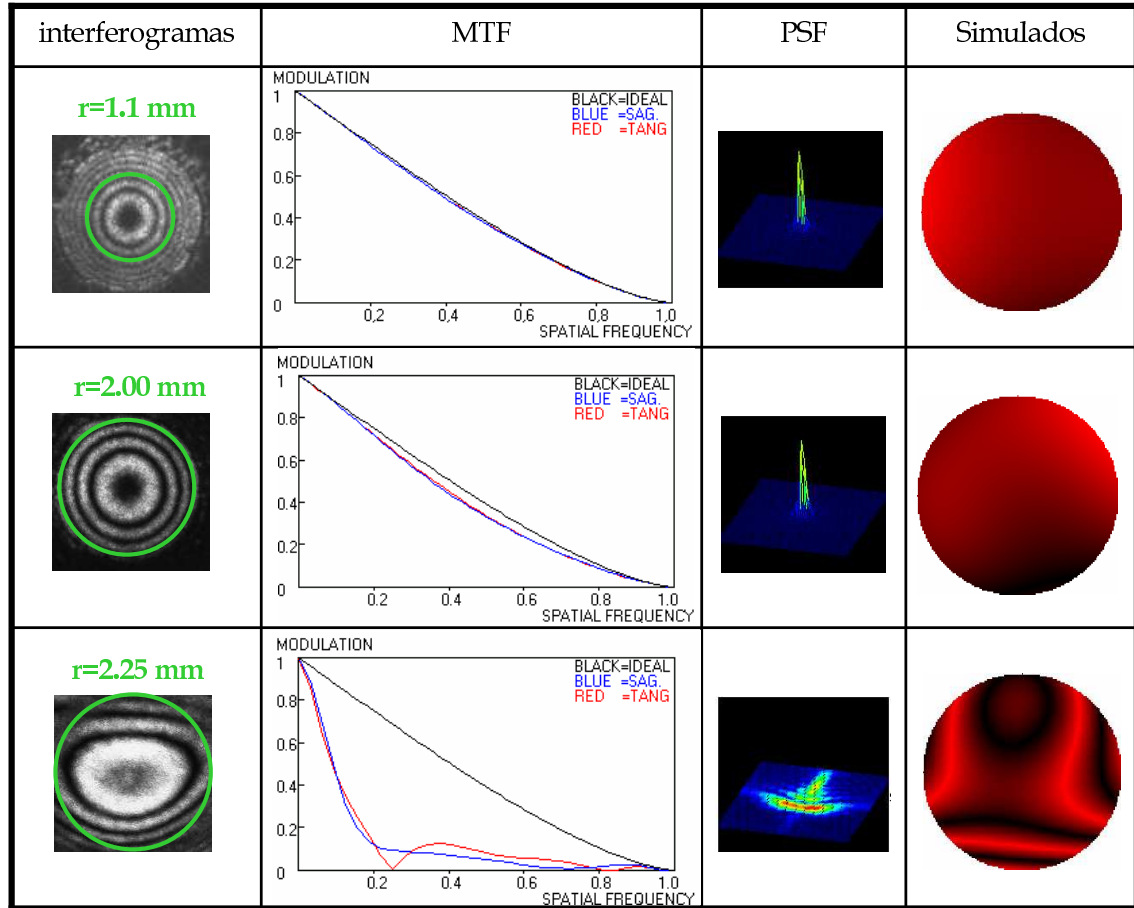 interferogramas
MTF
PSF
Simulados
r=1.1 mm
MODULATION
BLACK=IDEAL
BLUE =SAG.
RED =TANG
1
0.8
0.6
0.4
0.2
0
0,2
0,4
0,6
0,8
1,0
SPATIAL FREQUENCY
r=2.00 mm
MODULATION
BLACK=IDEAL
BLUE =SAG.
RED =TANG
1
0.8
0.6
0.4
0.2
0
0.2
0.4
0.6
0.8
1.0
SPATIAL FREQUENCY
r=2.25 mm
MODULATION
BLACK=IDEAL
BLUE =SAG.
RED =TANG
1
0.8
0.6
0.4
0.2
0
0.2
0.4
0.6
0.8
1.0
SPATIAL FREQUENCY